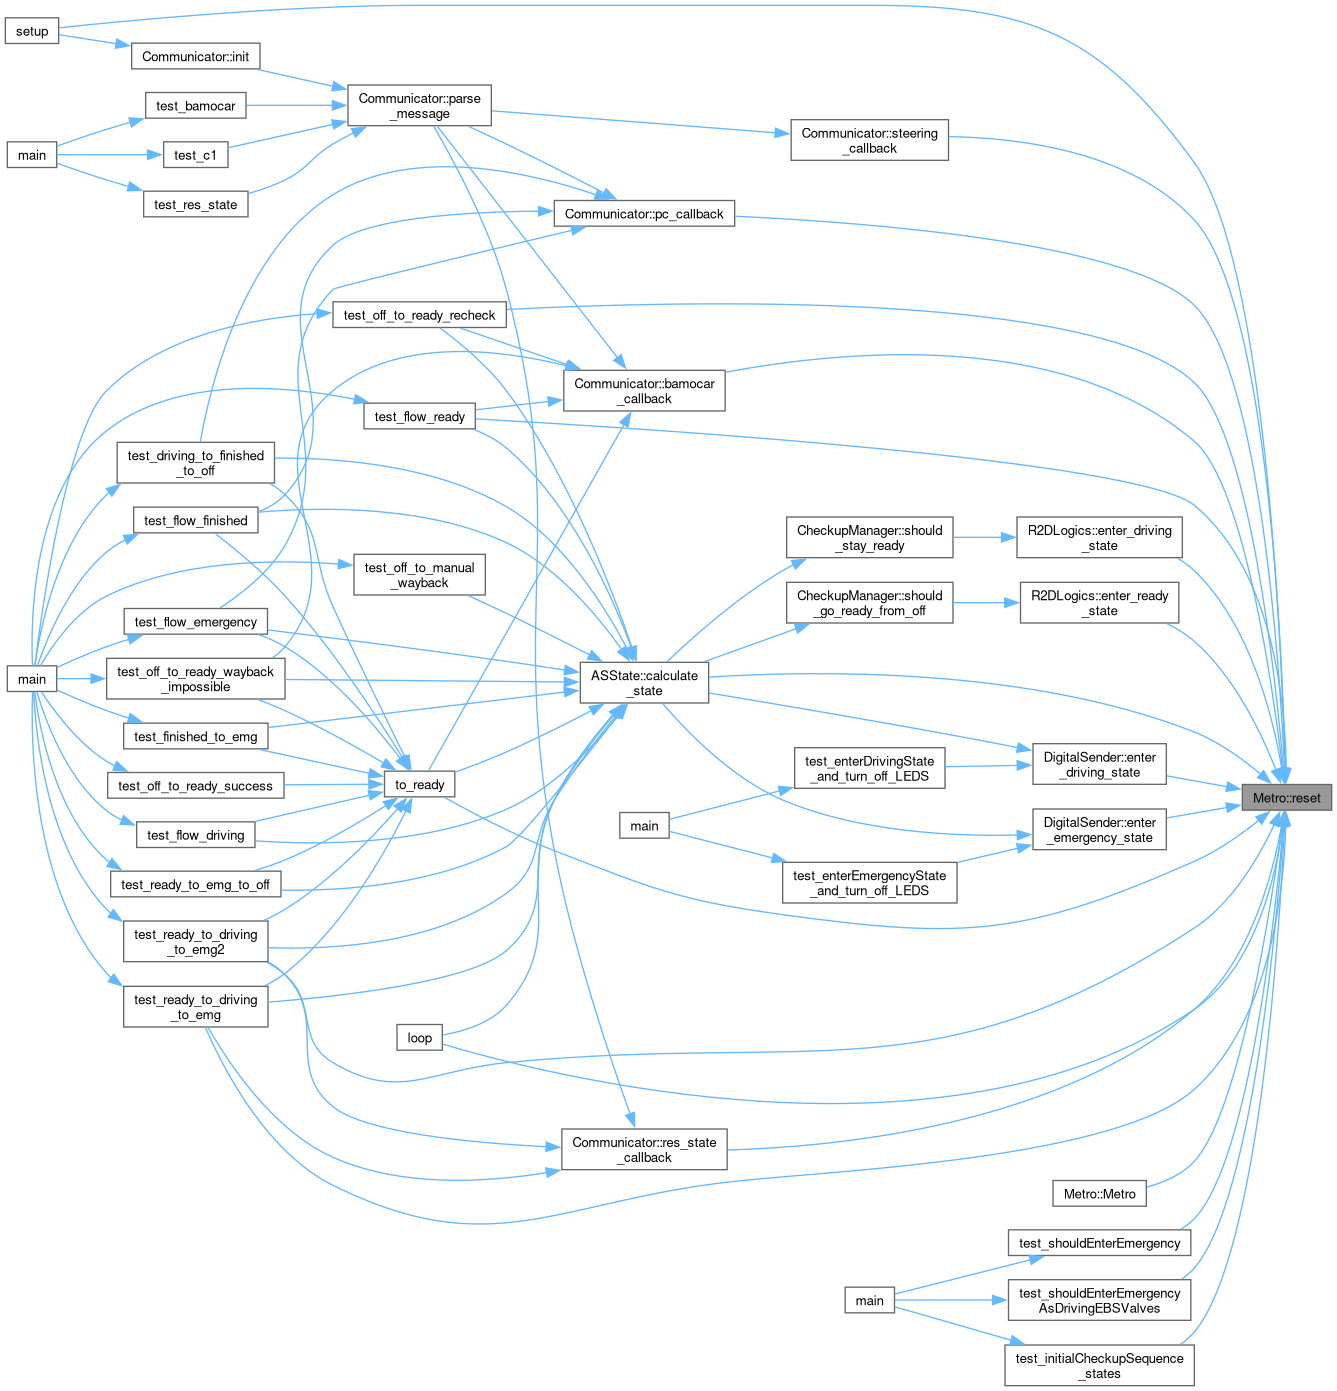 setup
Communicator::init
test_bamocar
main
test_c1
test_res_state
Communicator::parse
_message
Communicator::steering
_callback
Communicator::pc_callback
test_off_to_ready_recheck
Communicator::bamocar
_callback
test_flow_ready
test_driving_to_finished
_to_off
test_flow_finished
test_off_to_manual
_wayback
CheckupManager::should
_stay_ready
R2DLogics::enter_driving
_state
CheckupManager::should
_go_ready_from_off
R2DLogics::enter_ready
_state
test_flow_emergency
main
test_off_to_ready_wayback
_impossible
ASState::calculate
_state
test_finished_to_emg
test_off_to_ready_success
to_ready
test_flow_driving
test_enterDrivingState
_and_turn_off_LEDS
DigitalSender::enter
_driving_state
Metro::reset
main
DigitalSender::enter
_emergency_state
test_ready_to_emg_to_off
test_enterEmergencyState
_and_turn_off_LEDS
test_ready_to_driving
_to_emg2
test_ready_to_driving
_to_emg
loop
Communicator::res_state
_callback
Metro::Metro
test_shouldEnterEmergency
main
test_shouldEnterEmergency
AsDrivingEBSValves
test_initialCheckupSequence
_states